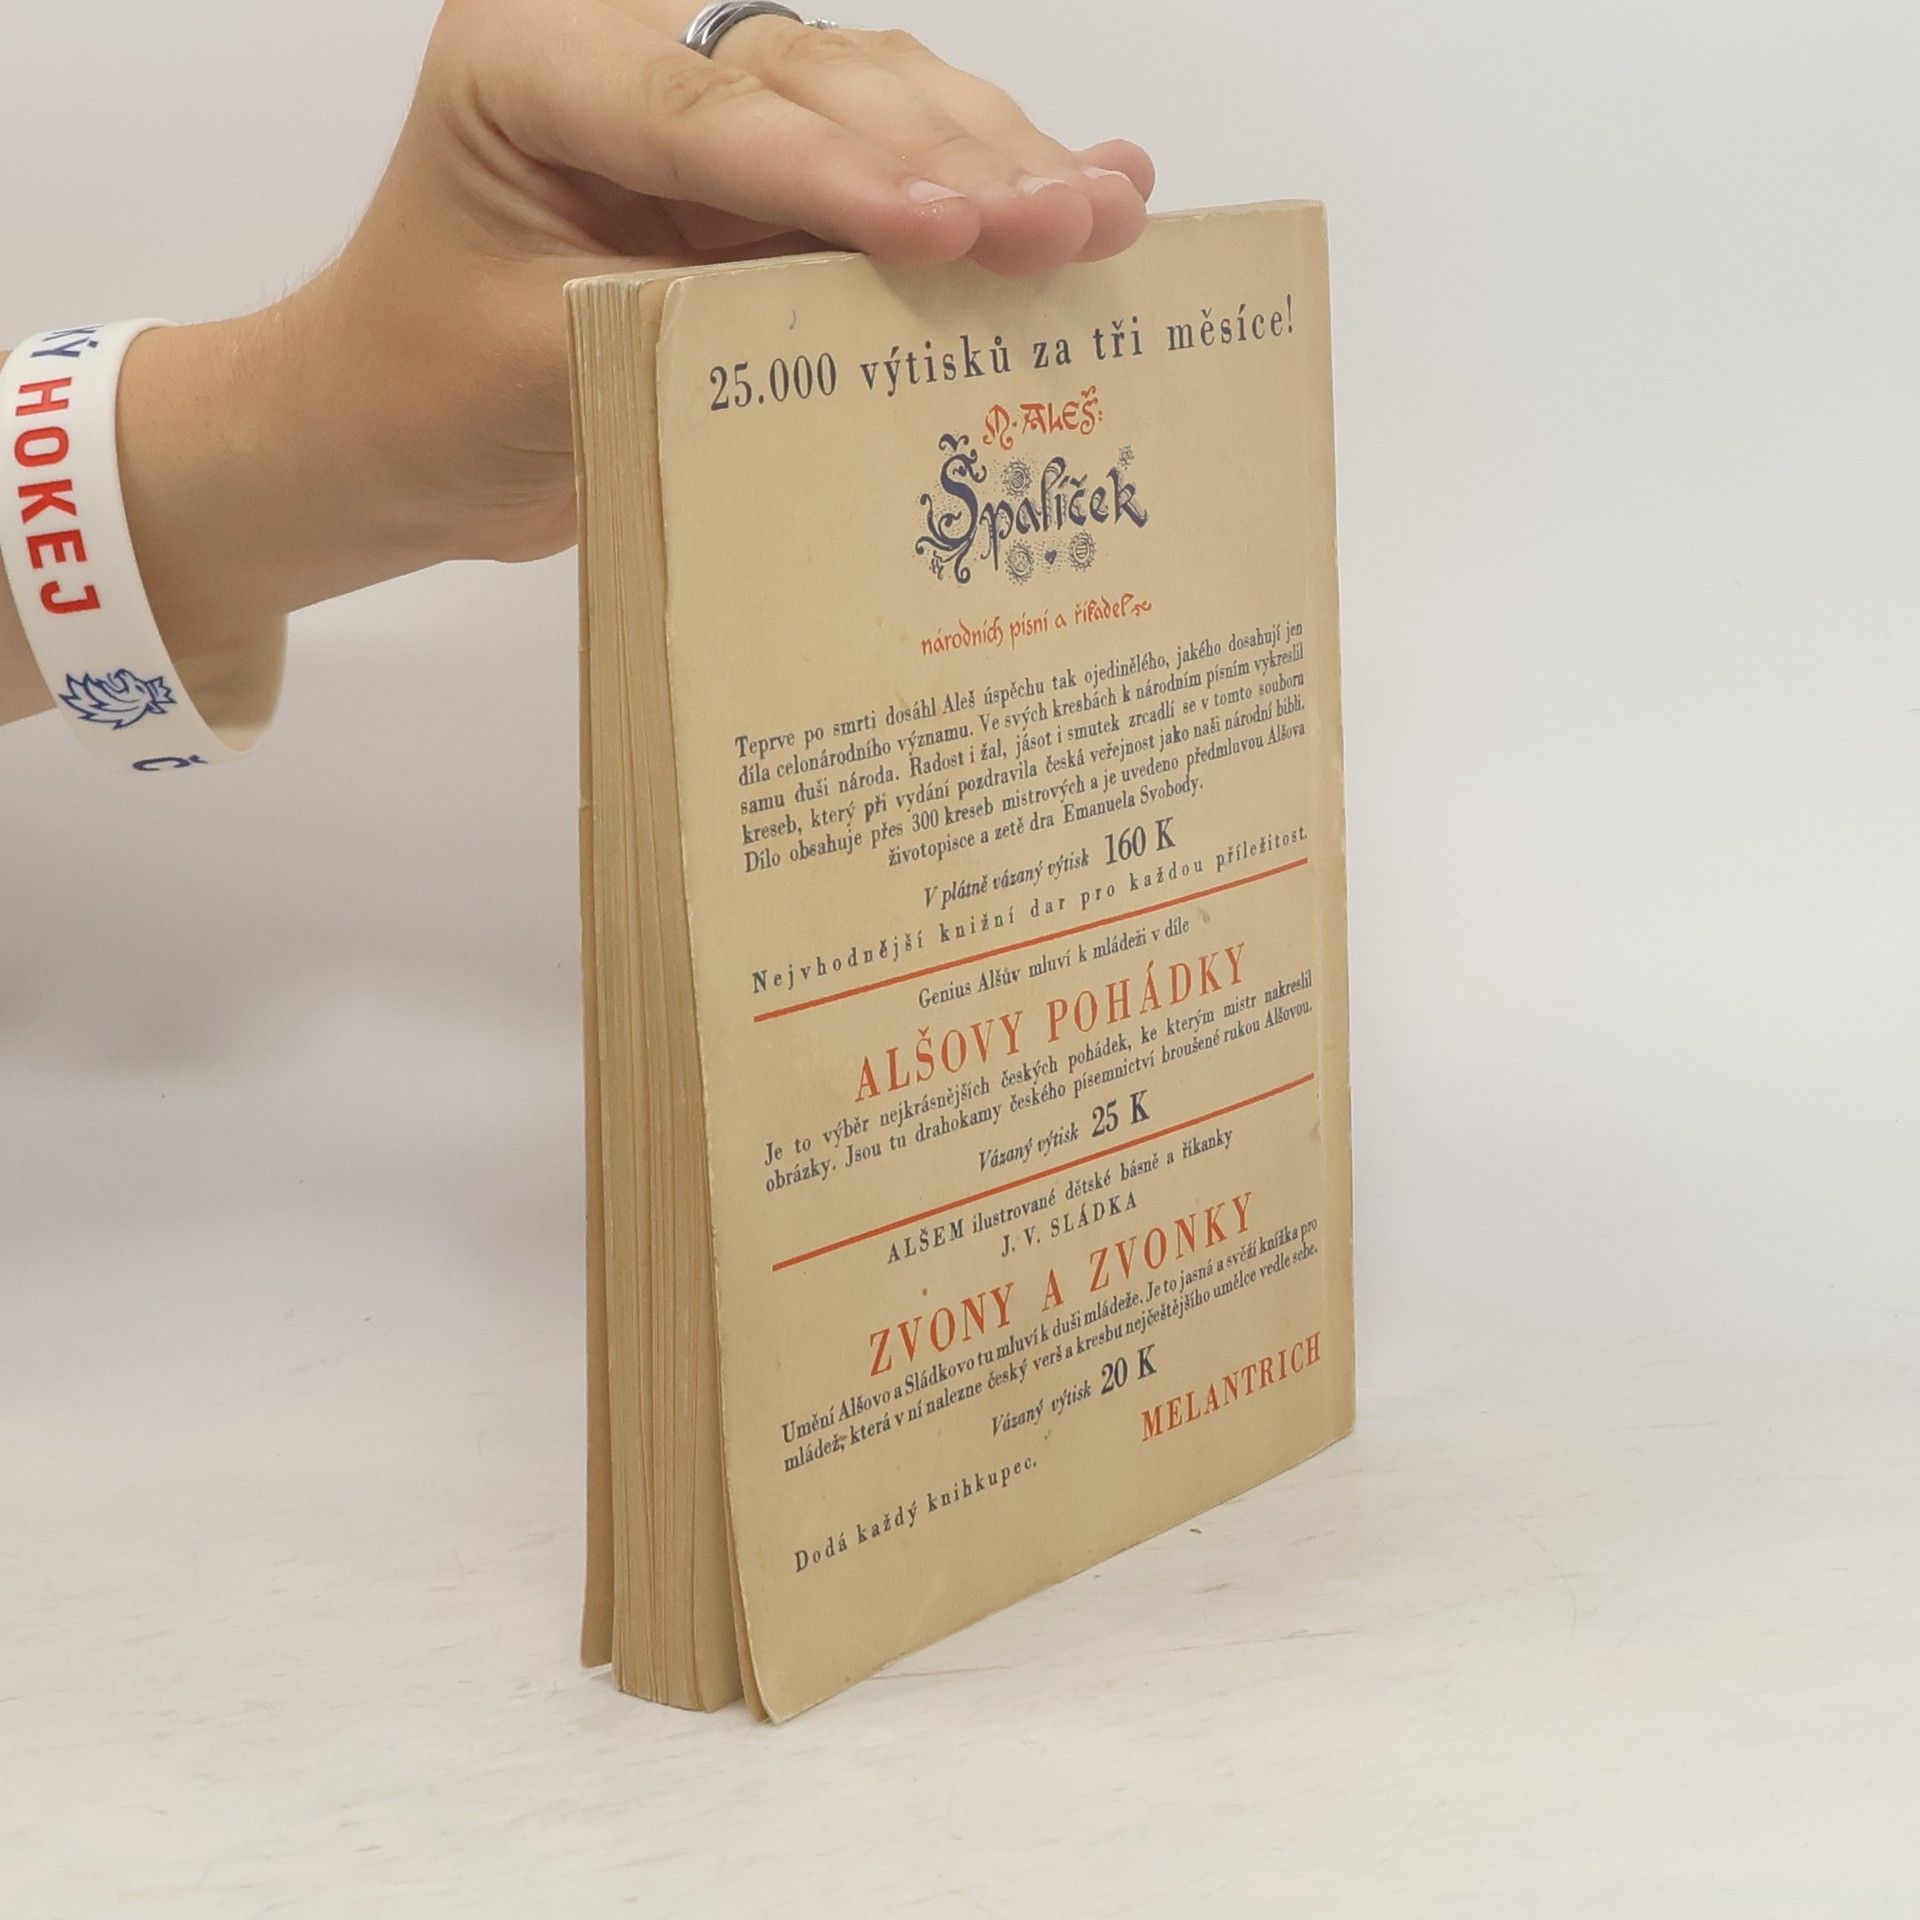 KÝ HOKEJ
Č
25.000 výtisků za tři měsíce!
M. ALEŠ:
Špalíček
národních písní a říkadel
Teprve po smrti dosáhl Aleš úspěchu tak ojedinělého, jakého dosahují jen
díla celonárodního významu. Ve svých kresbách k národním písním vykreslil
samu duši národa. Radost i žal, jásot i smutek zrcadlí se v tomto souboru
kreseb, který při vydání pozdravila česká veřejnost jako naši národní bibli.
Dílo obsahuje přes 300 kreseb mistrových a je uvedeno předmluvou Alšova
životopisce a zetě dra Emanuela Svobody.
V plátně vázaný výtisk 160 K
Nejvhodnější knižní dar pro každou příležitost.
Genius Alšův mluví k mládeži v díle
ALŠOVY POHÁDKY
Je to výběr nejkrásnějších českých pohádek, ke kterým mistr nakreslil
obrázky. Jsou tu drahokamy českého písemnictví broušené rukou Alšovou.
Vázaný výtisk 25 K
ALŠEM ilustrované dětské básně a říkanky
J. V. SLÁDKA
ZVONY A ZVONKY
Umění Alšovo a Sládkovo tu mluví k duši mládeže. Je to jasná a svěží knížka pro
mládež, která v ní nalezne český verš a kresbu nejčeštějšího umělce vedle sebe.
Vázaný výtisk 20 K
MELANTRICH
Dodá každý knihkupec.